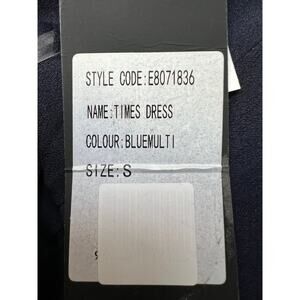 STYLE CODE:E8071836
NAME:TIMES DRESS
COLOUR:BLUEMULTI
SIZE:S